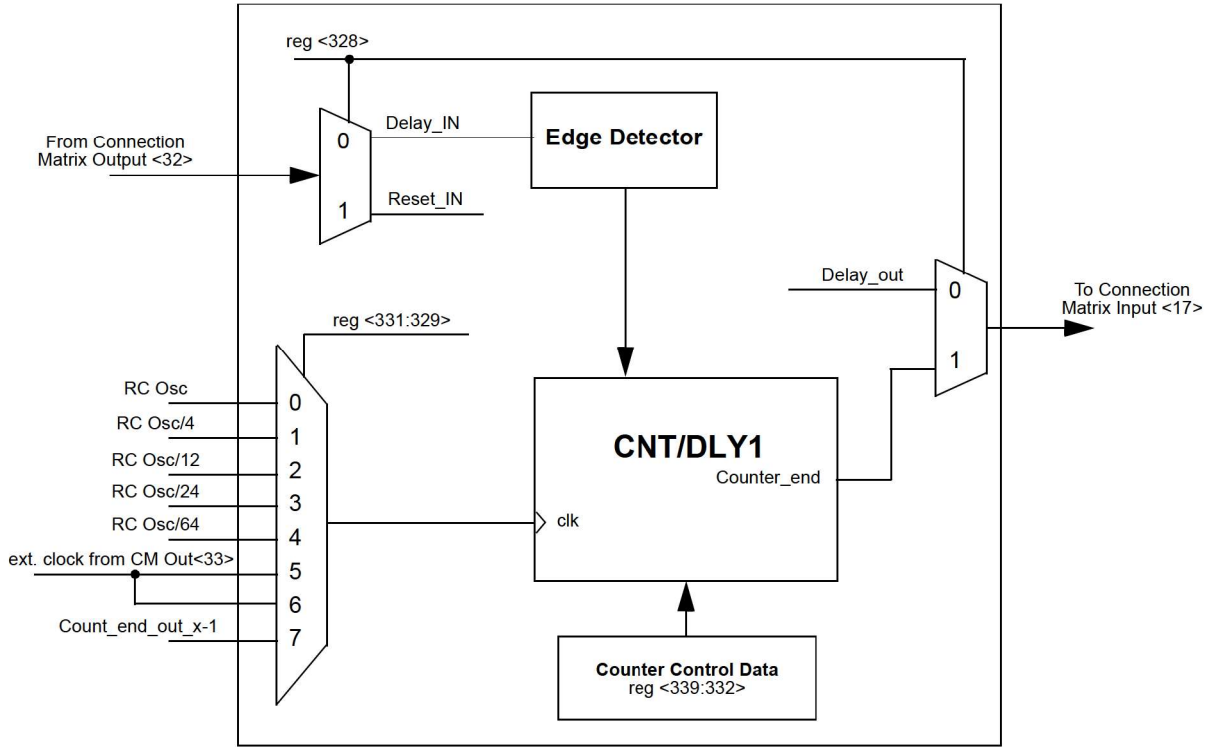 reg <328>
From Connection
Matrix Output <32>
0
Delay_IN
Edge Detector
1
Reset_IN
Delay_out
0
To Connection
Matrix Input <17>
1
reg <331:329>
RC Osc
0
RC Osc/4
1
RC Osc/12
2
RC Osc/24
3
RC Osc/64
4
ext. clock from CM Out<33>
5
6
Count_end_out_x-1
7
CNT/DLY1
Counter_end
clk
Counter Control Data
reg <339:332>